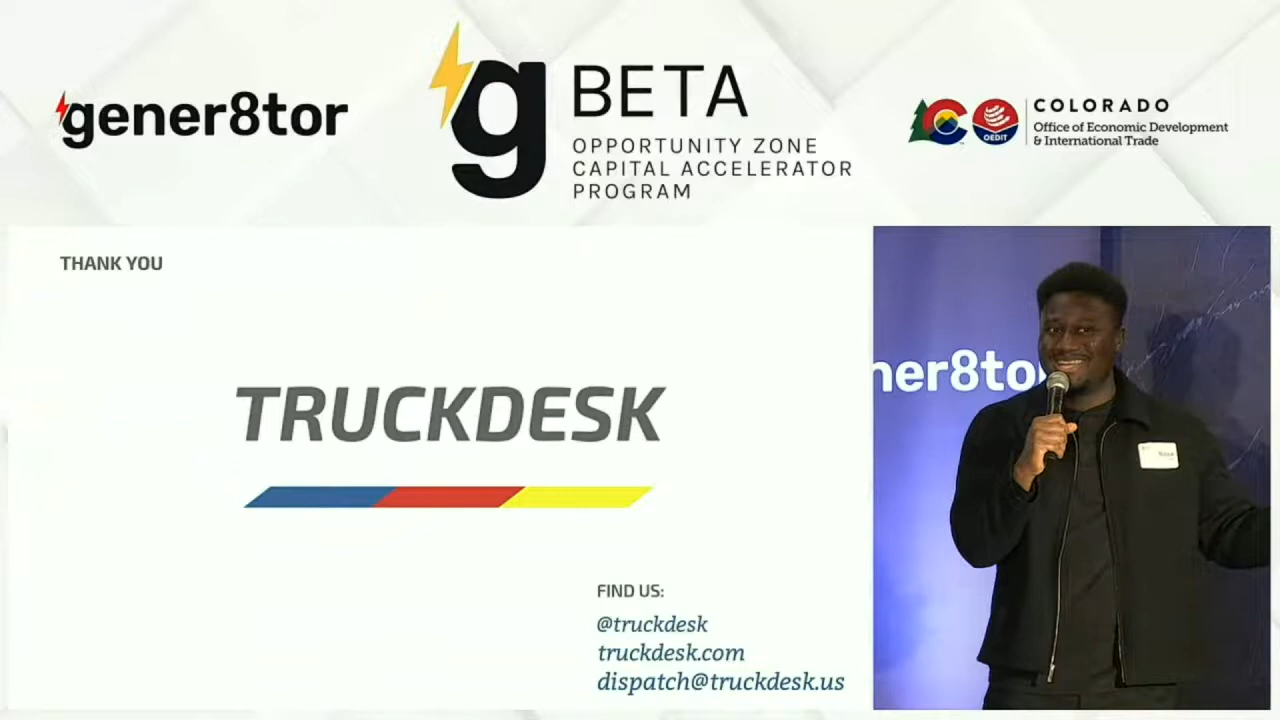 gener8tor
g BETA
OPPORTUNITY ZONE
CAPITAL ACCELERATOR
PROGRAM
COLORADO
Office of Economic Development
& International Trade
OEDIT
THANK YOU
TRUCKDESK
FIND US:
@truckdesk
truckdesk.com
dispatch@truckdesk.us
ner8to